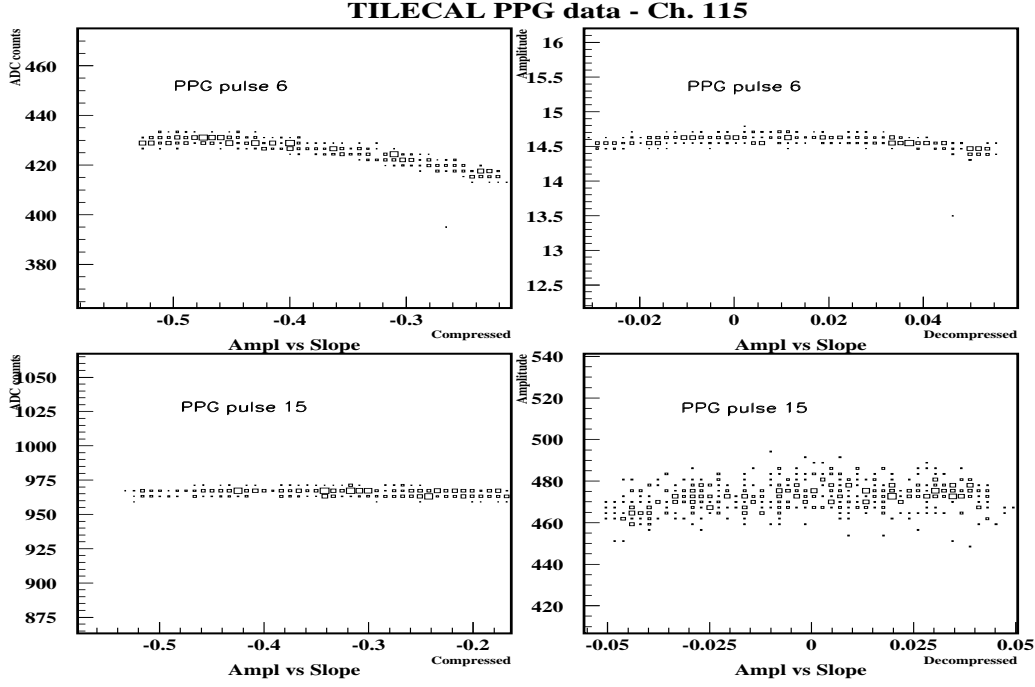 TILECAL PPG data - Ch. 115
ADC counts
460
440
420
400
380
PPG pulse 6
-0.5
-0.4
-0.3
Compressed
Ampl vs Slope
Amplitude
16
15.5
15
14.5
14
13.5
13
12.5
PPG pulse 6
-0.02
0
0.02
0.04
Decompressed
Ampl vs Slope
ADC counts
1050
1025
1000
975
950
925
900
875
PPG pulse 15
-0.5
-0.4
-0.3
-0.2
Compressed
Ampl vs Slope
Amplitude
540
520
500
480
460
440
420
PPG pulse 15
-0.05
-0.025
0
0.025
0.05
Decompressed
Ampl vs Slope